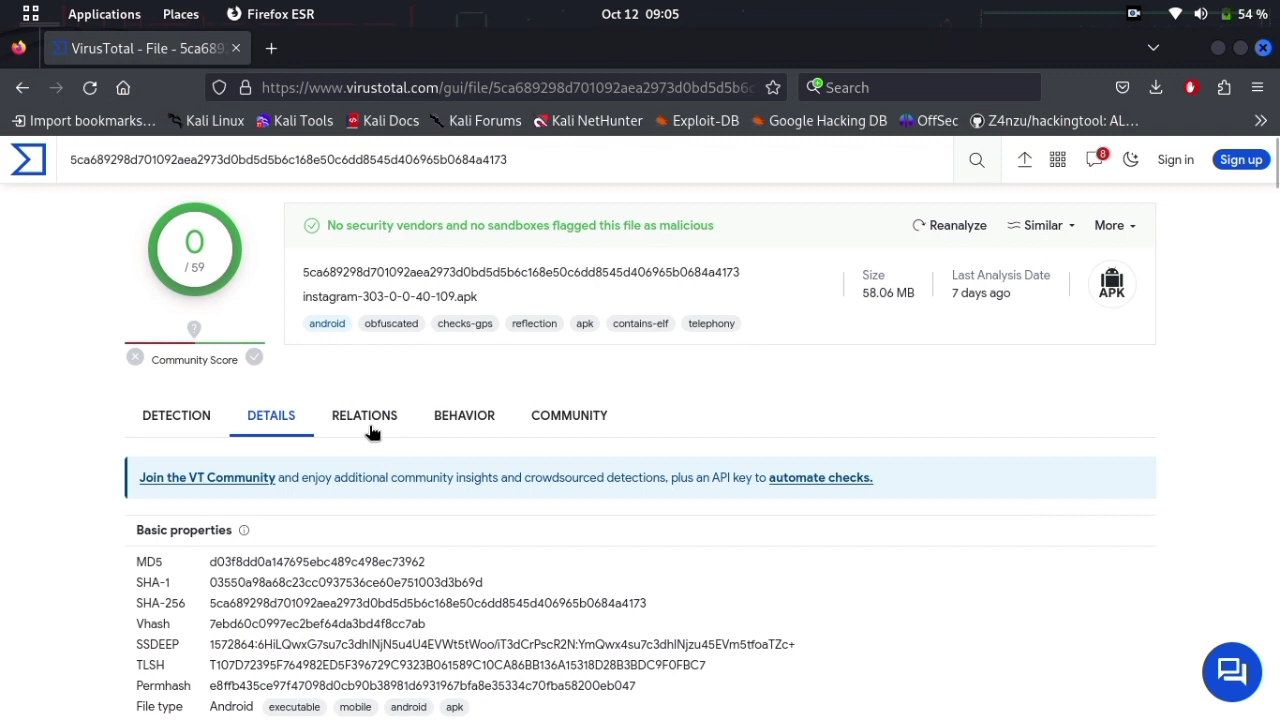 Applications Places Firefox ESR Oct 12 09:05 54 %
VirusTotal - File - 5ca689
https://www.virustotal.com/gui/file/5ca689298d701092aea2973d0bd5d5b6c Search
Import bookmarks... Kali Linux Kali Tools Kali Docs Kali Forums Kali NetHunter Exploit-DB Google Hacking DB OffSec Z4nzu/hackingtool: AL...
5ca689298d701092aea2973d0bd5d5b6c168e50c6dd8545d406965b0684a4173 8 Sign in Sign up
0
/ 59
Community Score
No security vendors and no sandboxes flagged this file as malicious Reanalyze Similar More
5ca689298d701092aea2973d0bd5d5b6c168e50c6dd8545d406965b0684a4173
instagram-303-0-0-40-109.apk
Size
58.06 MB
Last Analysis Date
7 days ago
APK
android obfuscated checks-gps reflection apk contains-elf telephony
DETECTION DETAILS RELATIONS BEHAVIOR COMMUNITY
Join the VT Community and enjoy additional community insights and crowdsourced detections, plus an API key to automate checks.
Basic properties
MD5 d03f8dd0a147695ebc489c498ec73962
SHA-1 03550a98a68c23cc0937536ce60e751003d3b69d
SHA-256 5ca689298d701092aea2973d0bd5d5b6c168e50c6dd8545d406965b0684a4173
Vhash 7ebd60c0997ec2bef64da3bd4f8cc7ab
SSDEEP 1572864:6HiLQwxG7su7c3dhlNjN5u4U4EVWt5tWoo/iT3dCrPscR2N:YmQwx4su7c3dhlNjzu45EVm5tfoaTZc+
TLSH T107D72395F764982ED5F396729C9323B061589C10CA86BB136A15318D28B3BDC9F0FBC7
Permhash e8ffb435ce97f47098d0cb90b38981d6931967bfa8e35334c70fba58200eb047
File type Android executable mobile android apk